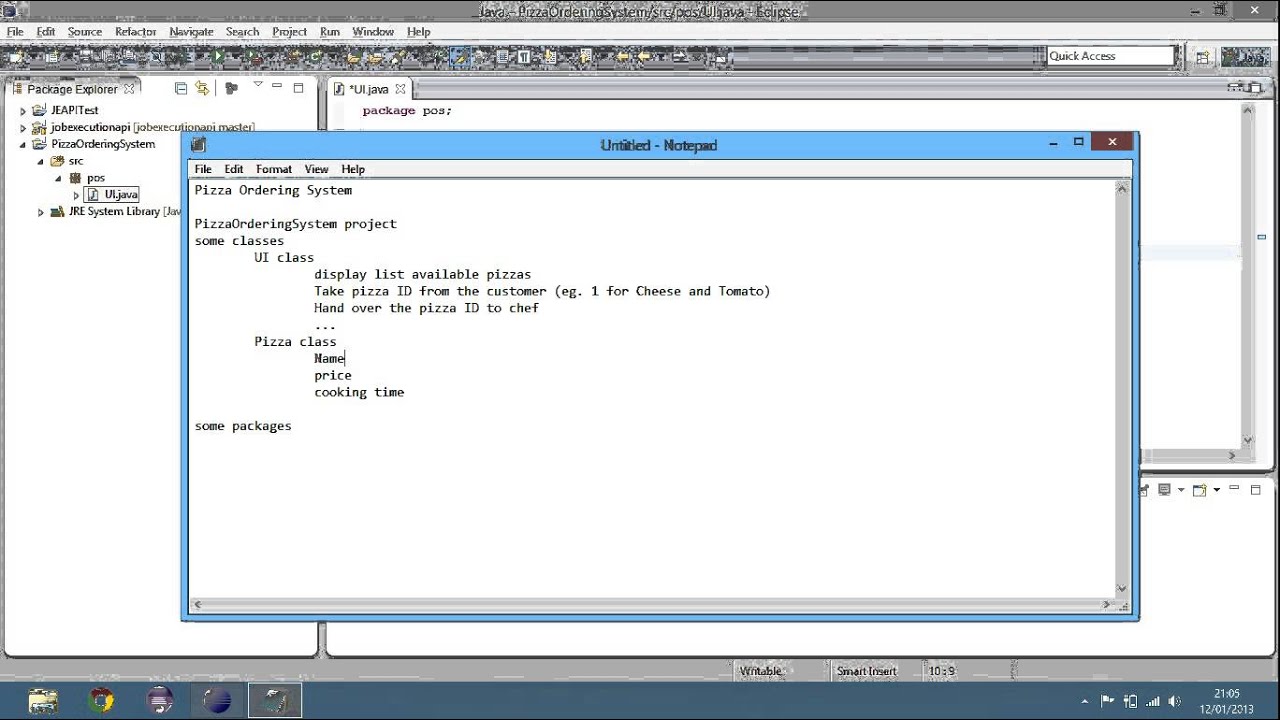 Java - PizzaOrderingSystem/src/pos/UI.java - Eclipse
File Edit Source Refactor Navigate Search Project Run Window Help
Quick Access
Package Explorer
*UI.java
JEAPITest
package pos;
jobexecutionapi [jobexecutionapi master]
PizzaOrderingSystem
src
pos
UI.java
JRE System Library [Jav
Untitled - Notepad
File Edit Format View Help
Pizza Ordering System
PizzaOrderingSystem project
some classes
UI class
display list available pizzas
Take pizza ID from the customer (eg. 1 for Cheese and Tomato)
Hand over the pizza ID to chef
...
Pizza class
Name
price
cooking time
some packages
Writable Smart Insert 10:9
21:05
12/01/2013